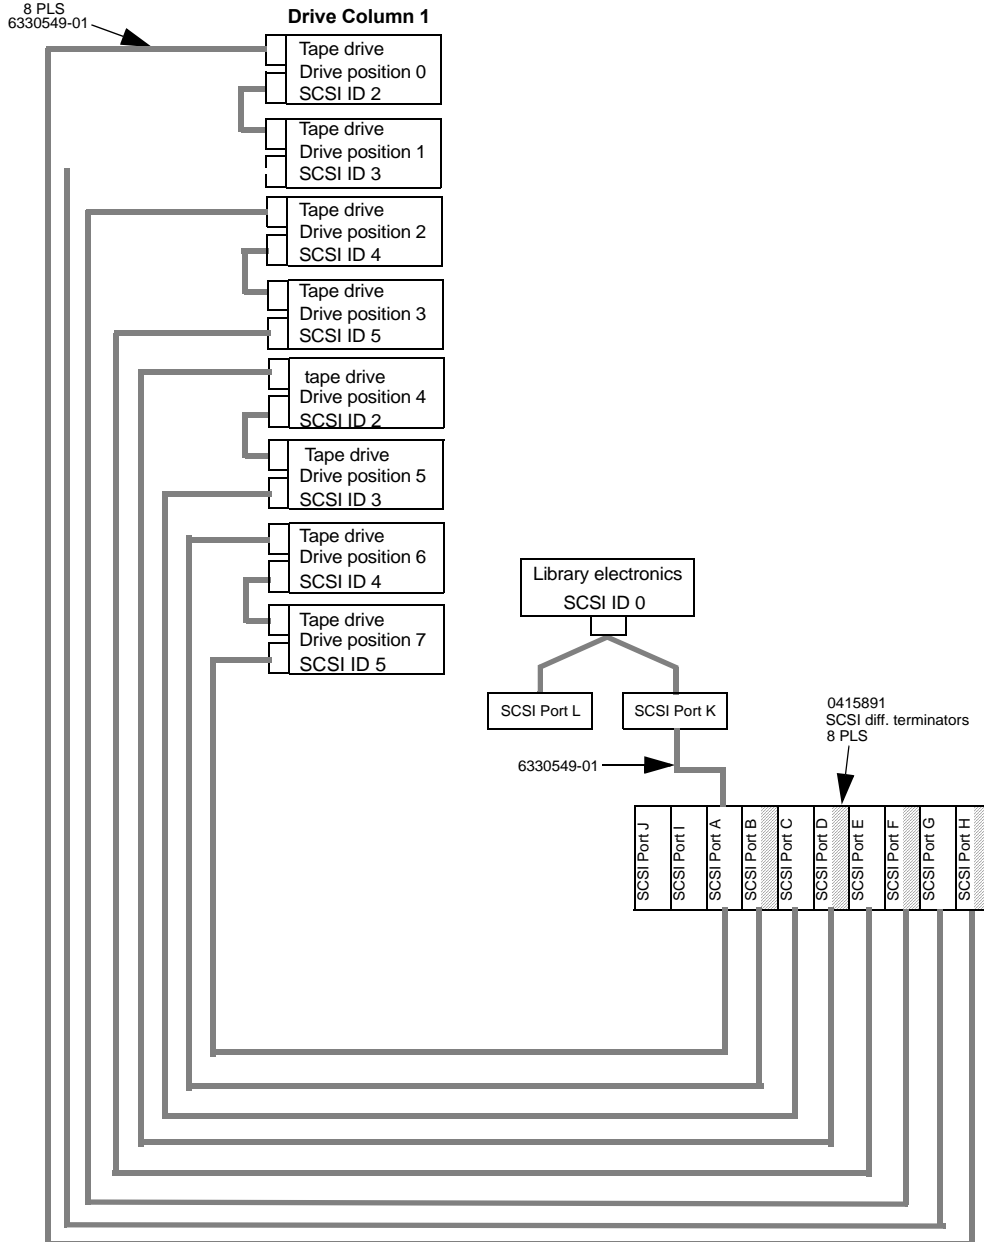 8 PLS
6330549-01
Drive Column 1
Tape drive
Drive position 0
SCSI ID 2
Tape drive
Drive position 1
SCSI ID 3
Tape drive
Drive position 2
SCSI ID 4
Tape drive
Drive position 3
SCSI ID 5
tape drive
Drive position 4
SCSI ID 2
Tape drive
Drive position 5
SCSI ID 3
Tape drive
Drive position 6
SCSI ID 4
Tape drive
Drive position 7
SCSI ID 5
Library electronics
SCSI ID 0
SCSI Port L
SCSI Port K
6330549-01
0415891
SCSI diff. terminators
8 PLS
SCSI Port J
SCSI Port I
SCSI Port A
SCSI Port B
SCSI Port C
SCSI Port D
SCSI Port E
SCSI Port F
SCSI Port G
SCSI Port H